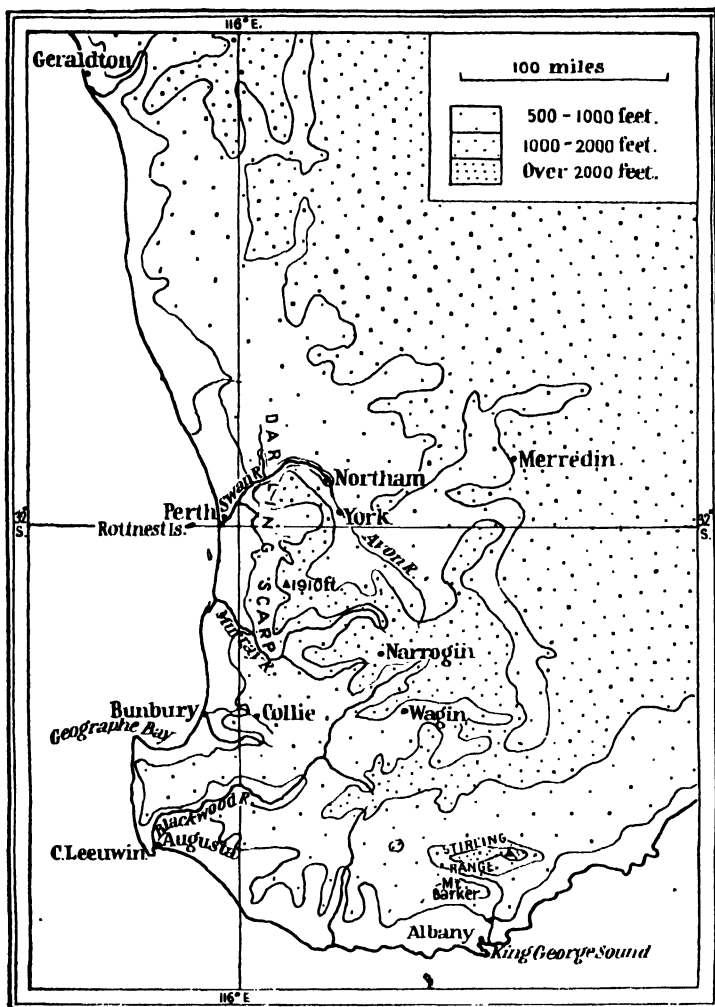 116° E.
Geraldton
100 miles
500 - 1000 feet.
1000 - 2000 feet.
Over 2000 feet.
DARLING SCARP
Merredin
Northam
Swan R.
Perth
York
Rottnest Is.
32°
S.
32°
S.
Avon R.
1910ft.
Murray R.
Narrogin
Bunbury
Collie
Wagin
Geographe Bay
Blackwood R.
Augusta
C. Leeuwin
STIRLING
RANGE
Mt.
Barker
Albany
King George Sound
116° E